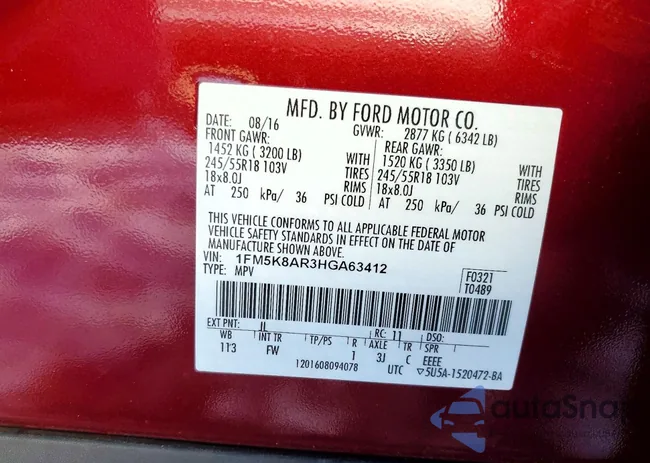 MFD. BY FORD MOTOR CO.
DATE: 08/16 GVWR: 2877 KG ( 6342 LB)
FRONT GAWR: REAR GAWR:
1452 KG ( 3200 LB) WITH 1520 KG ( 3350 LB) WITH
245/55R18 103V TIRES 245/55R18 103V TIRES
18x8.0J RIMS 18x8.0J RIMS
AT 250 kPa/ 36 PSI COLD AT 250 kPa/ 36 PSI COLD
THIS VEHICLE CONFORMS TO ALL APPLICABLE FEDERAL MOTOR
VEHICLE SAFETY STANDARDS IN EFFECT ON THE DATE OF
MANUFACTURE SHOWN ABOVE.
VIN: 1FM5K8AR3HGA63412
TYPE: MPV
F0321
T0489
EXT PNT: JL RC: 11 DSO:
WB INT TR TP/PS R AXLE TR SPR
113 FW 1 3J C EEEE
1201608094078 UTC ▽5U5A-1520472-BA
autoSna